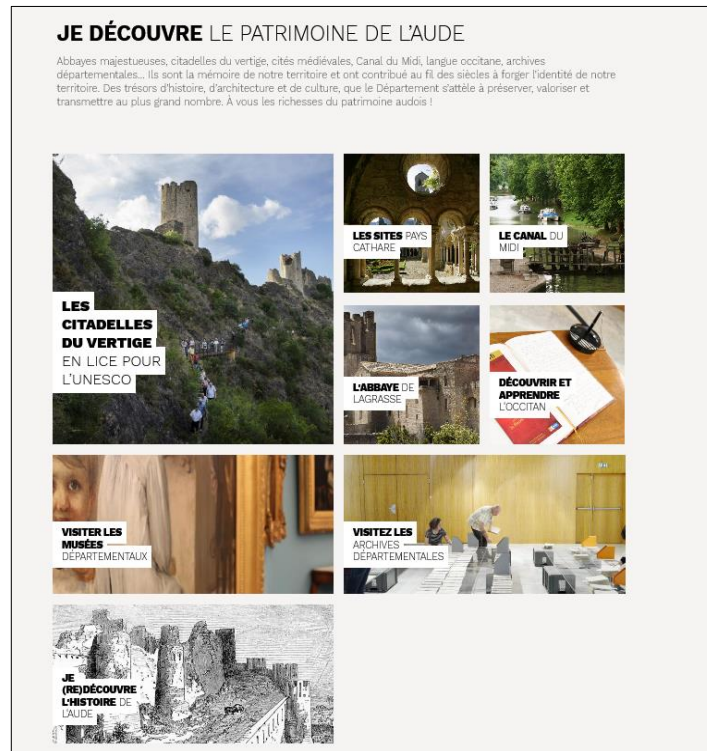 JE DÉCOUVRE LE PATRIMOINE DE L'AUDE
Abbayes majestueuses, citadelles du vertige, cités médiévales, Canal du Midi, langue occitane, archives
départementales... Ils sont la mémoire de notre territoire et ont contribué au fil des siècles à forger l'identité de notre
territoire. Des trésors d'histoire, d'architecture et de culture, que le Département s'attèle à préserver, valoriser et
transmettre au plus grand nombre. À vous les richesses du patrimoine audois !
LES
CITADELLES
DU VERTIGE
EN LICE POUR
L'UNESCO
LES SITES PAYS
CATHARE
LE CANAL DU
MIDI
L'ABBAYE DE
LAGRASSE
DÉCOUVRIR ET
APPRENDRE
L'OCCITAN
VISITER LES
MUSÉES
DÉPARTEMENTAUX
VISITEZ LES
ARCHIVES
DÉPARTEMENTALES
JE
(RE)DÉCOUVRE
L'HISTOIRE DE
L'AUDE